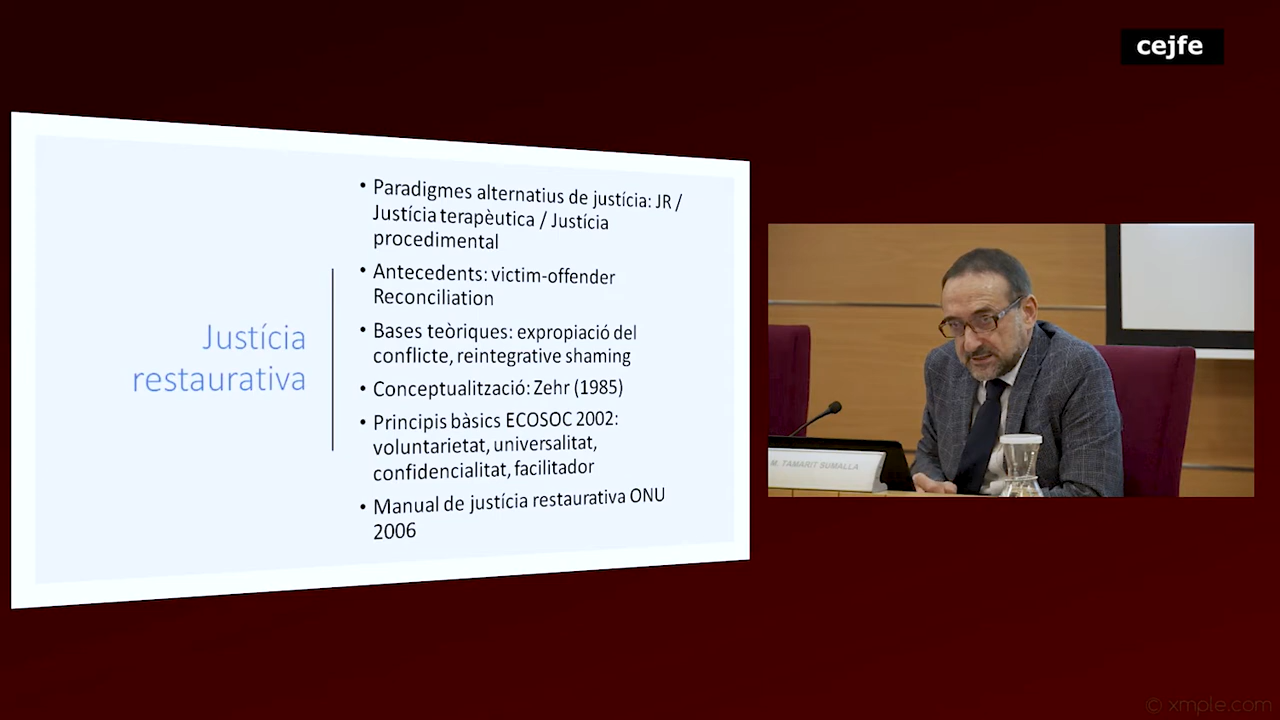 cejfe
Justícia
restaurativa
• Paradigmes alternatius de justícia: JR /
Justícia terapèutica / Justícia
procedimental
• Antecedents: victim-offender
Reconciliation
• Bases teòriques: expropiació del
conflicte, reintegrative shaming
• Conceptualització: Zehr (1985)
• Principis bàsics ECOSOC 2002:
voluntarietat, universalitat,
confidencialitat, facilitador
• Manual de justícia restaurativa ONU
2006
M. TAMARIT SUMALLA
© xmple.com